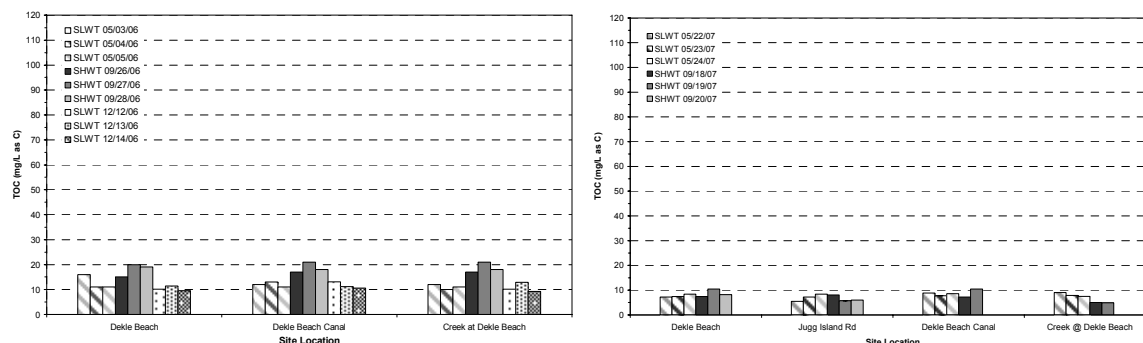 120
110
100
90
80
70
60
50
40
30
20
10
0
TOC (mg/L as C)
SLWT 05/03/06
SLWT 05/04/06
SLWT 05/05/06
SHWT 09/26/06
SHWT 09/27/06
SHWT 09/28/06
SLWT 12/12/06
SLWT 12/13/06
SLWT 12/14/06
Dekle Beach
Dekle Beach Canal
Creek at Dekle Beach
Site Location
120
110
100
90
80
70
60
50
40
30
20
10
0
TOC (mg/L as C)
SLWT 05/22/07
SLWT 05/23/07
SLWT 05/24/07
SHWT 09/18/07
SHWT 09/19/07
SHWT 09/20/07
Dekle Beach
Jugg Island Rd
Dekle Beach Canal
Creek @ Dekle Beach
Site Location